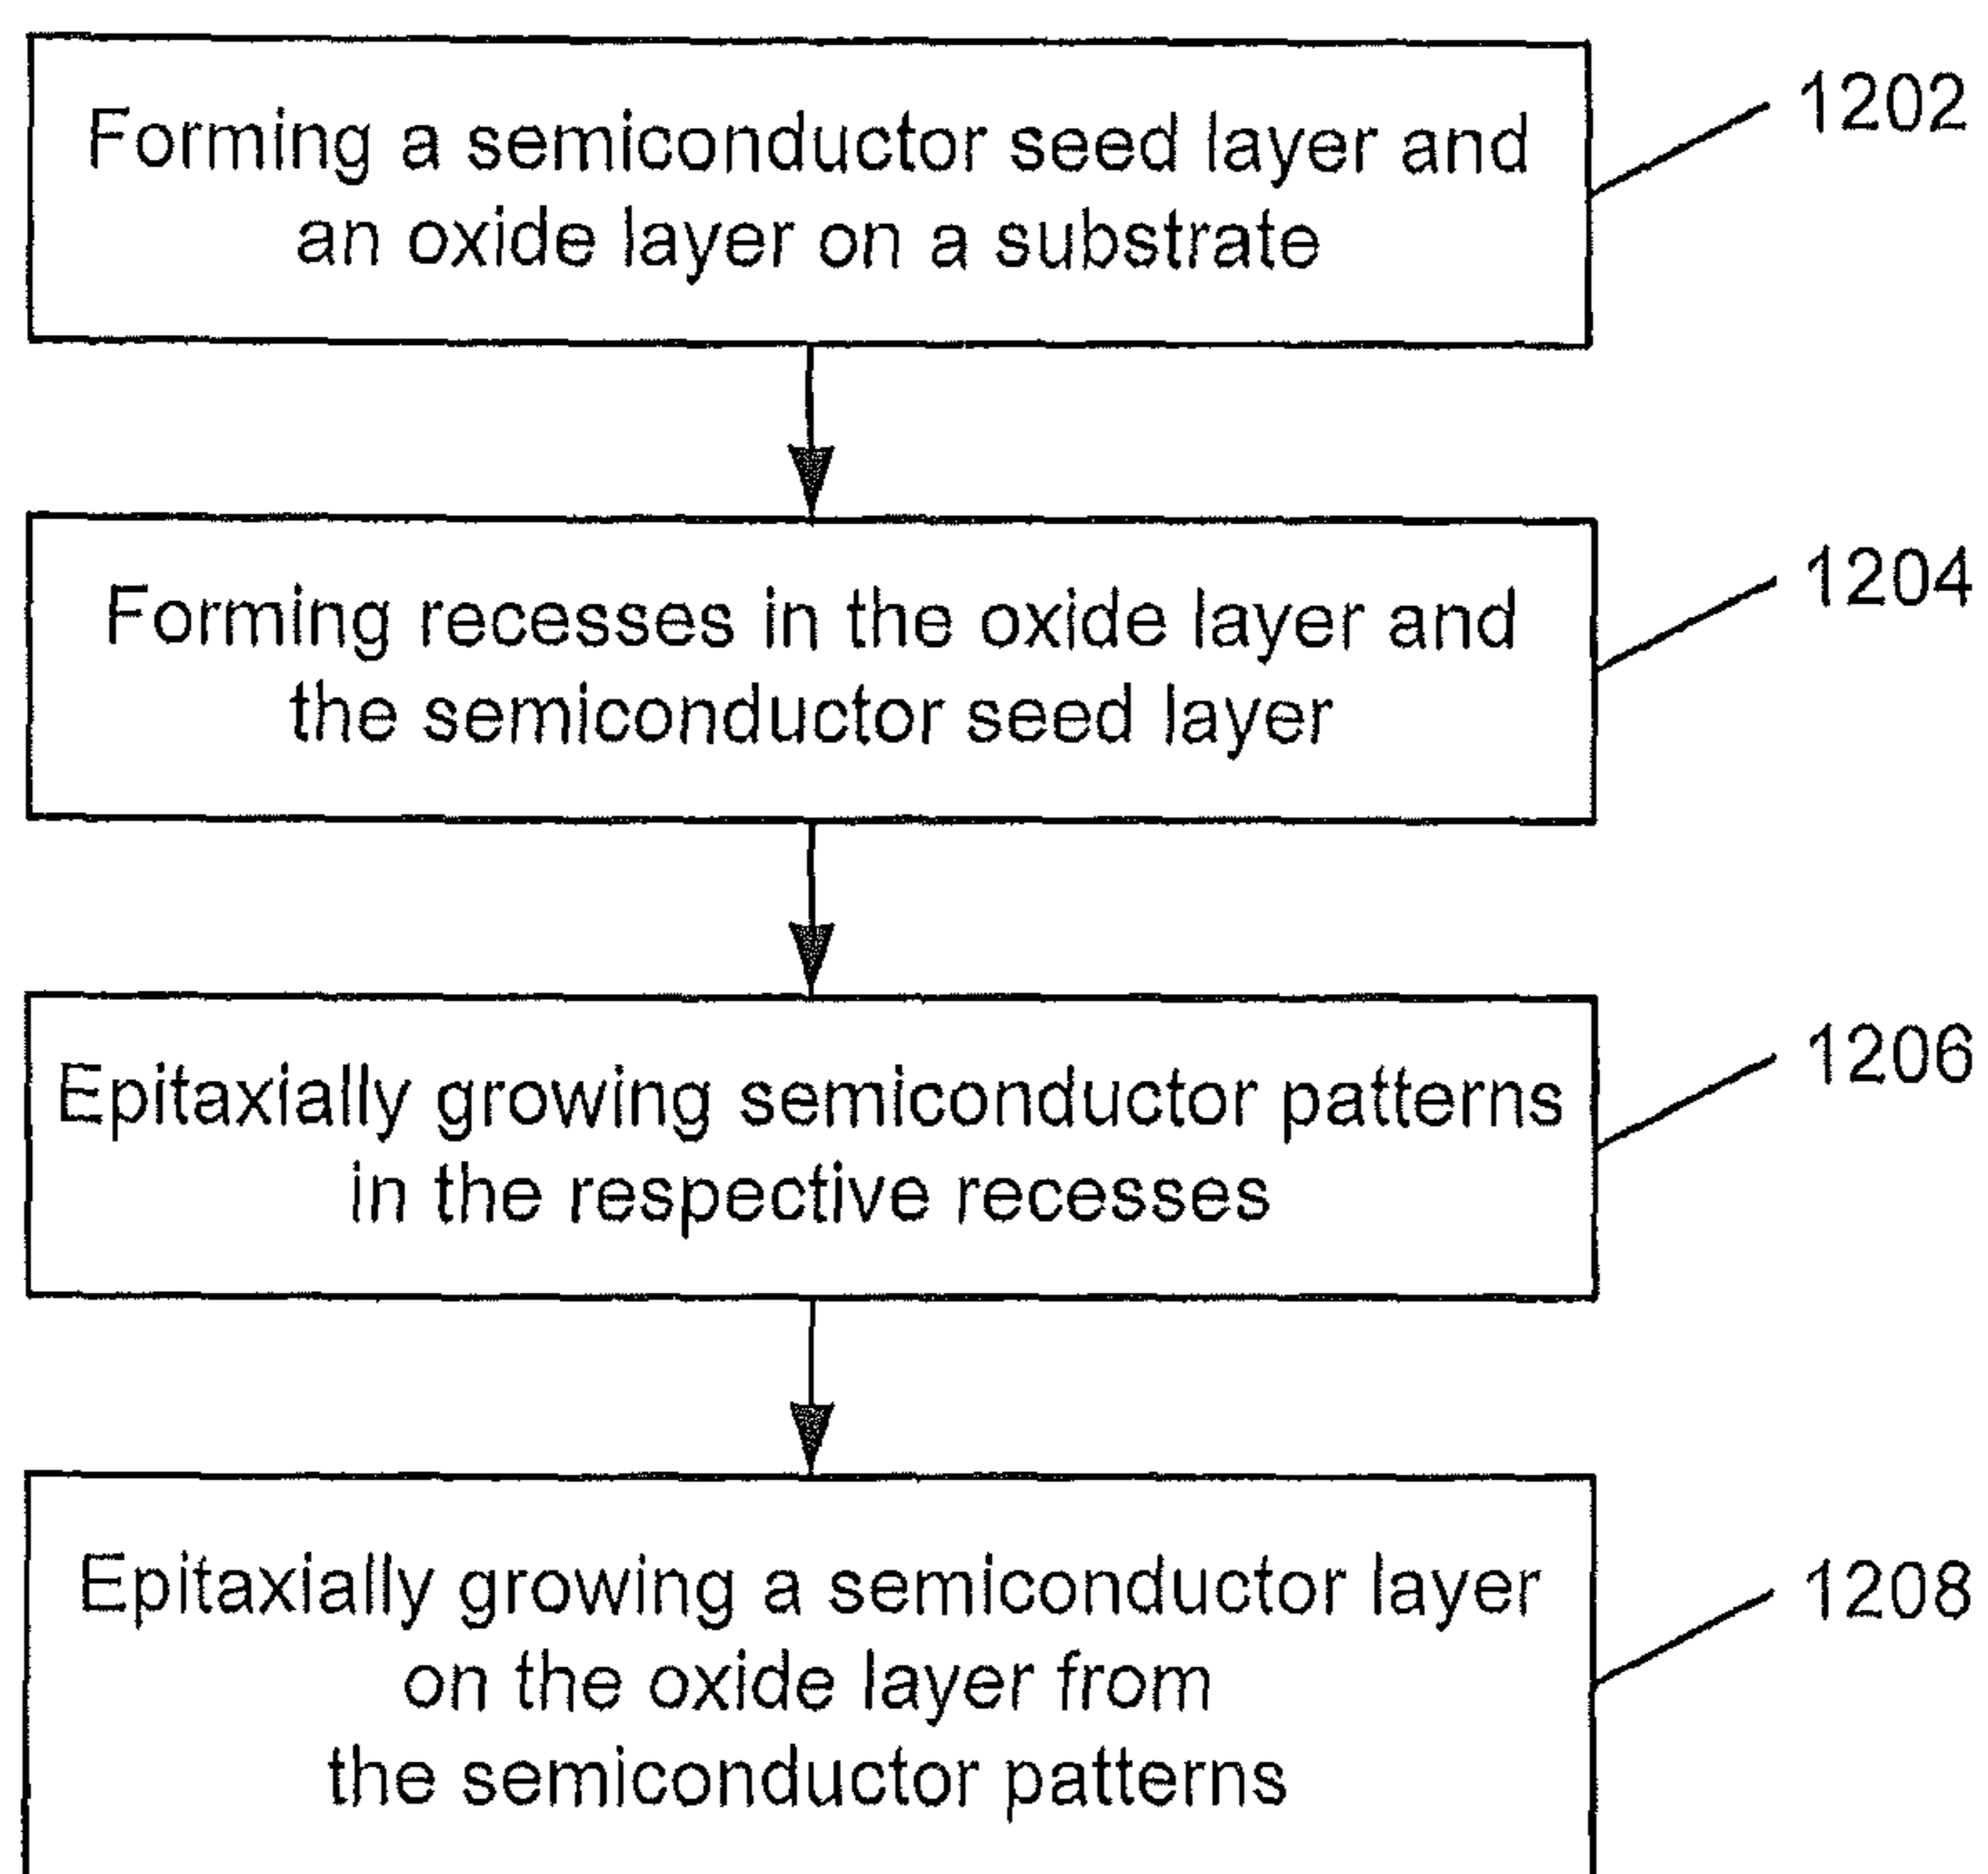 Forming a semiconductor seed layer and
an oxide layer on a substrate
1202
Forming recesses in the oxide layer and
the semiconductor seed layer
1204
Epitaxially growing semiconductor patterns
in the respective recesses
1206
Epitaxially growing a semiconductor layer
on the oxide layer from
the semiconductor patterns
1208